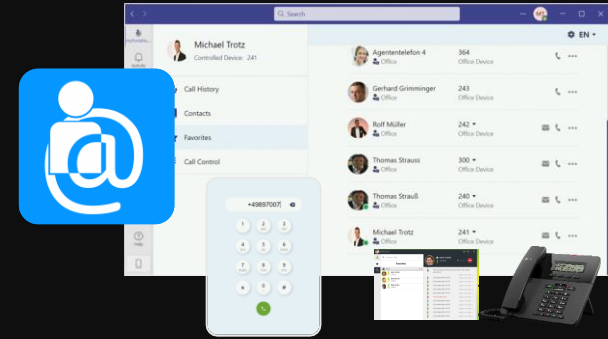 Search
MT
EN
Michael Trotz
Controlled Device: 241
Call History
Contacts
Favorites
Call Control
Help
Agententelefon 4
Office
364
Office Device
Gerhard Grimminger
Office
243
Office Device
Rolf Müller
Office
242
Office Device
Thomas Strauss
Office
300
Office Device
Thomas Strauß
Office
240
Office Device
Michael Trotz
Office
241
Office Device
+49897007
1 2 3
4 5 6
7 8 9
* 0 #
Favorites